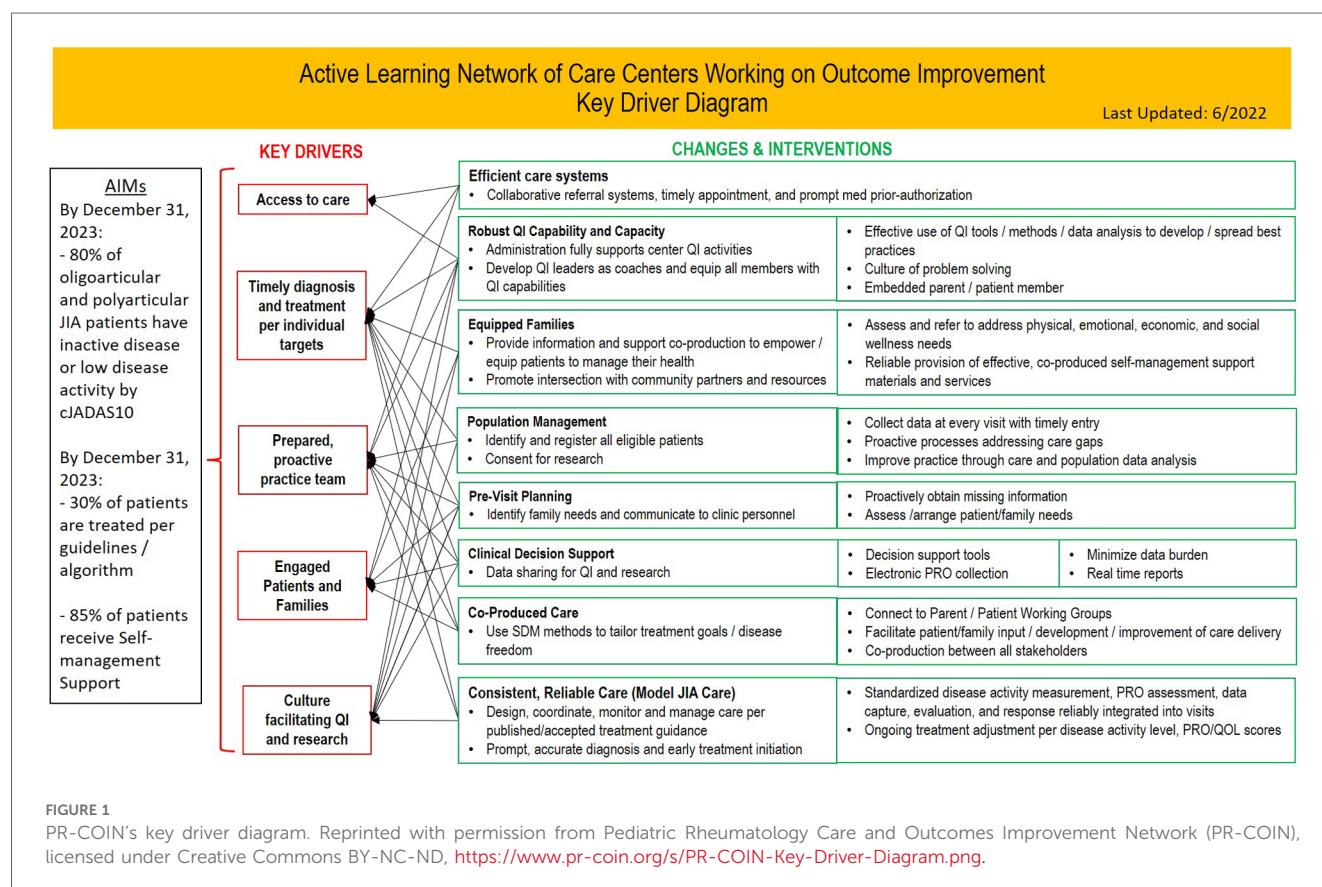 Active Learning Network of Care Centers Working on Outcome Improvement
Key Driver Diagram
Last Updated: 6/2022
KEY DRIVERS
CHANGES & INTERVENTIONS
AIMs
By December 31,
2023:
- 80% of
oligoarticular
and polyarticular
JIA patients have
inactive disease
or low disease
activity by
cJADAS10
By December 31,
2023:
- 30% of patients
are treated per
guidelines /
algorithm
- 85% of patients
receive Self-
management
Support
Access to care
Timely diagnosis
and treatment
per individual
targets
Prepared,
proactive
practice team
Engaged
Patients and
Families
Culture
facilitating QI
and research
Efficient care systems
• Collaborative referral systems, timely appointment, and prompt med prior-authorization
Robust QI Capability and Capacity
• Administration fully supports center QI activities
• Develop QI leaders as coaches and equip all members with
QI capabilities
• Effective use of QI tools / methods / data analysis to develop / spread best
practices
• Culture of problem solving
• Embedded parent / patient member
Equipped Families
• Provide information and support co-production to empower /
equip patients to manage their health
• Promote intersection with community partners and resources
• Assess and refer to address physical, emotional, economic, and social
wellness needs
• Reliable provision of effective, co-produced self-management support
materials and services
Population Management
• Identify and register all eligible patients
• Consent for research
• Collect data at every visit with timely entry
• Proactive processes addressing care gaps
• Improve practice through care and population data analysis
Pre-Visit Planning
• Identify family needs and communicate to clinic personnel
• Proactively obtain missing information
• Assess /arrange patient/family needs
Clinical Decision Support
• Data sharing for QI and research
• Decision support tools
• Electronic PRO collection
• Minimize data burden
• Real time reports
Co-Produced Care
• Use SDM methods to tailor treatment goals / disease
freedom
• Connect to Parent / Patient Working Groups
• Facilitate patient/family input / development / improvement of care delivery
• Co-production between all stakeholders
Consistent, Reliable Care (Model JIA Care)
• Design, coordinate, monitor and manage care per
published/accepted treatment guidance
• Prompt, accurate diagnosis and early treatment initiation
• Standardized disease activity measurement, PRO assessment, data
capture, evaluation, and response reliably integrated into visits
• Ongoing treatment adjustment per disease activity level, PRO/QOL scores
FIGURE 1
PR-COIN's key driver diagram. Reprinted with permission from Pediatric Rheumatology Care and Outcomes Improvement Network (PR-COIN),
licensed under Creative Commons BY-NC-ND, https://www.pr-coin.org/s/PR-COIN-Key-Driver-Diagram.png.